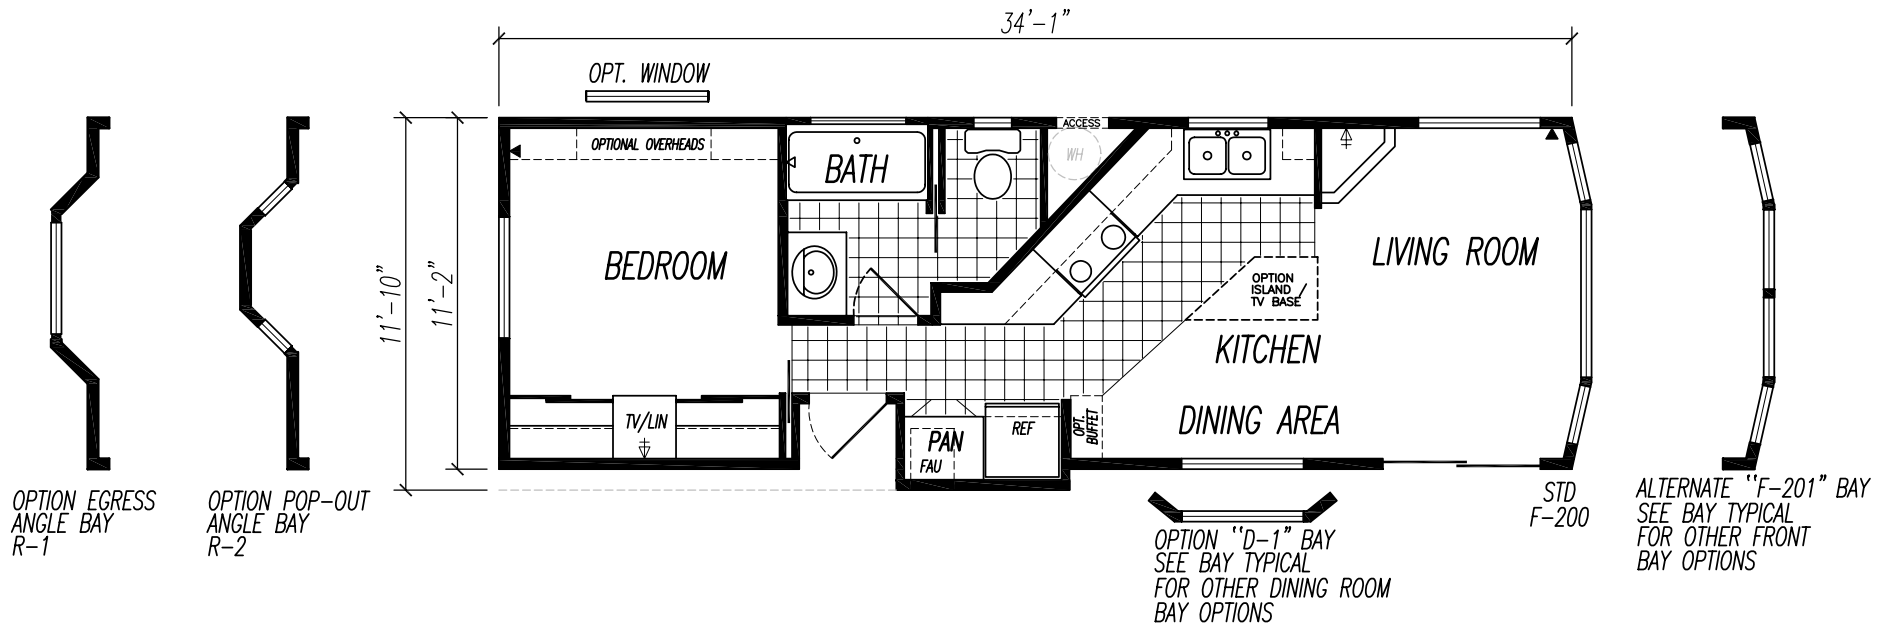 34'-1"
OPT. WINDOW
ACCESS
OPTIONAL OVERHEADS
WH
BATH
BEDROOM
LIVING ROOM
OPTION
ISLAND /
TV BASE
11'-10"
11'-2"
KITCHEN
DINING AREA
OPT.
BUFFET
TV/LIN
PAN
FAU
REF
OPTION EGRESS
ANGLE BAY
R-1
OPTION POP-OUT
ANGLE BAY
R-2
STD
F-200
ALTERNATE "F-201" BAY
SEE BAY TYPICAL
FOR OTHER FRONT
BAY OPTIONS
OPTION "D-1" BAY
SEE BAY TYPICAL
FOR OTHER DINING ROOM
BAY OPTIONS